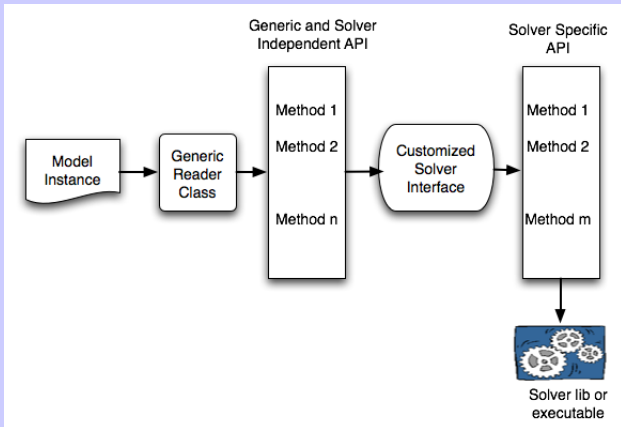 Generic and Solver
Independent API
Solver Specific
API
Model
Instance
Generic
Reader
Class
Method 1
Method 2
Method n
Customized
Solver
Interface
Method 1
Method 2
Method m
Solver lib or
executable